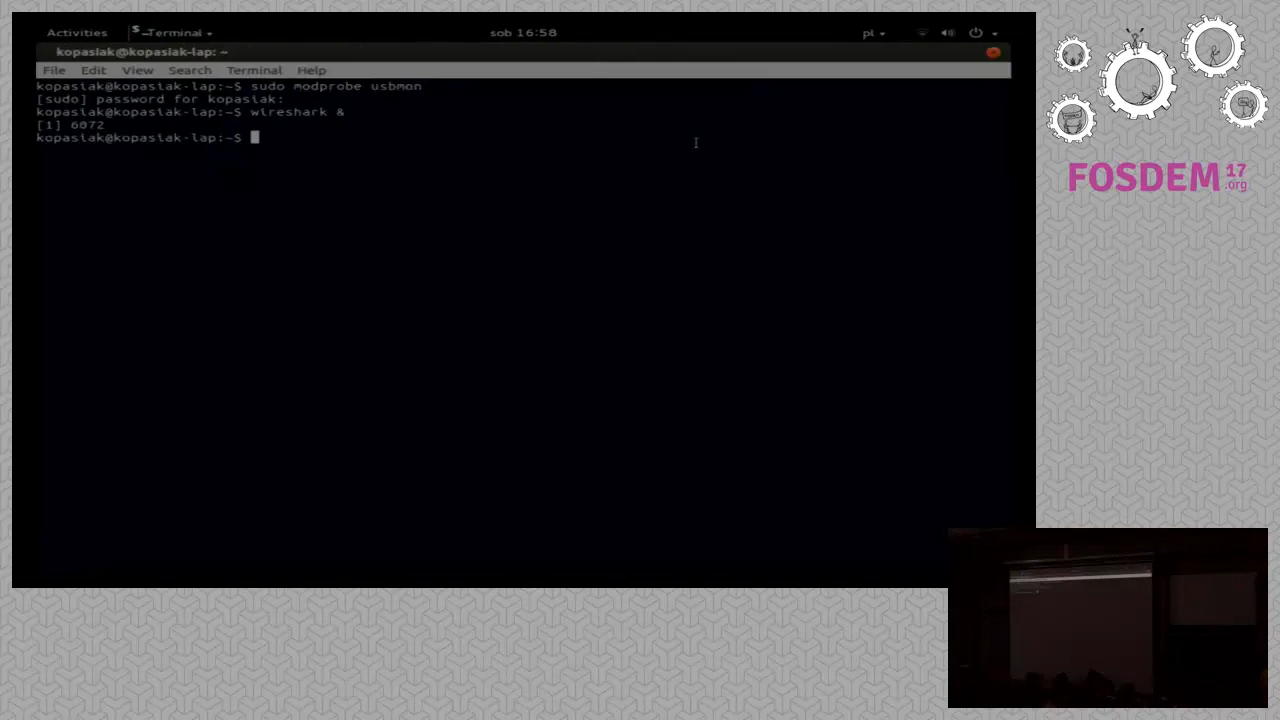 Activities
Terminal
sob 16:58
pl
kopasiak@kopasiak-lap: ~
File Edit View Search Terminal Help
kopasiak@kopasiak-lap:~$ sudo modprobe usbmon
[sudo] password for kopasiak:
kopasiak@kopasiak-lap:~$ wireshark &
[1] 6072
kopasiak@kopasiak-lap:~$
FOSDEM 17
.org